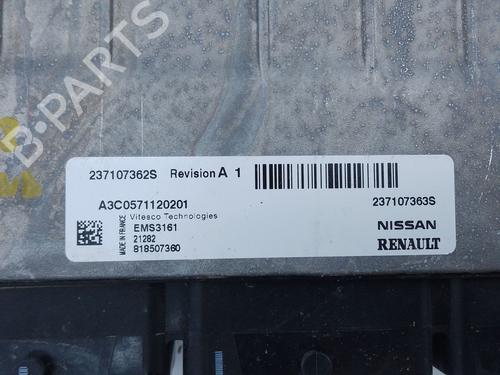 B-PARTS
237107362S Revision A 1
A3C0571120201
237107363S
Vitesco Technologies
MADE IN FRANCE
EMS3161
21282
818507360
NISSAN
RENAULT